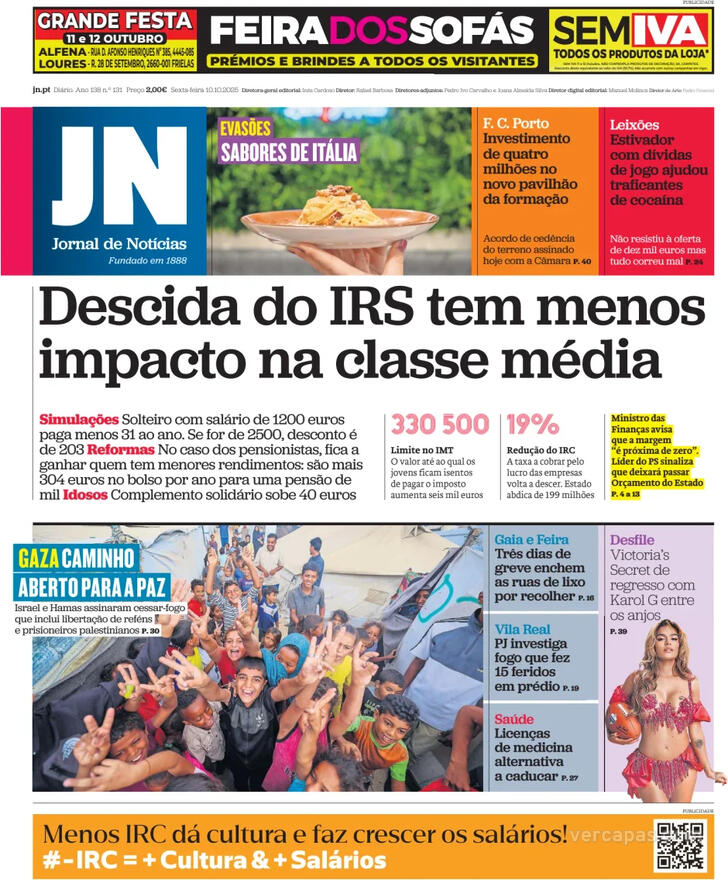 PUBLICIDADE
GRANDE FESTA
11 e 12 OUTUBRO
ALFENA - RUA D. AFONSO HENRIQUES Nº 385, 4445-085
LOURES - R. 28 DE SETEMBRO, 2660-001 FRIELAS
FEIRA DOS SOFÁS
PRÉMIOS E BRINDES A TODOS OS VISITANTES
SEM IVA
TODOS OS PRODUTOS DA LOJA*
jn.pt Diário. Ano 138 n.º 131 Preço 2,00€ Sexta-feira 10.10.2025 Diretora-geral editorial: Inês Cardoso Diretor: Rafael Barbosa Diretores-adjuntos: Pedro Ivo Carvalho e Joana Almeida Silva Diretor digital editorial: Manuel Molinos Diretor de Arte: Pedro Pimentel
JN
Jornal de Notícias
Fundado em 1888
EVASÕES
SABORES DE ITÁLIA
F. C. Porto
Investimento
de quatro
milhões no
novo pavilhão
da formação
Acordo de cedência
do terreno assinado
hoje com a Câmara P. 40
Leixões
Estivador
com dívidas
de jogo ajudou
traficantes
de cocaína
Não resistiu à oferta
de dez mil euros mas
tudo correu mal P. 24
Descida do IRS tem menos
impacto na classe média
Simulações Solteiro com salário de 1200 euros
paga menos 31 ao ano. Se for de 2500, desconto é
de 203 Reformas No caso dos pensionistas, fica a
ganhar quem tem menores rendimentos: são mais
304 euros no bolso por ano para uma pensão de
mil Idosos Complemento solidário sobe 40 euros
330 500
Limite no IMT
O valor até ao qual os
jovens ficam isentos
de pagar o imposto
aumenta seis mil euros
19%
Redução do IRC
A taxa a cobrar pelo
lucro das empresas
volta a descer. Estado
abdica de 199 milhões
Ministro das
Finanças avisa
que a margem
“é próxima de zero”.
Líder do PS sinaliza
que deixará passar
Orçamento do Estado
P. 4 a 13
GAZA CAMINHO
ABERTO PARA A PAZ
Israel e Hamas assinaram cessar-fogo
que inclui libertação de reféns
e prisioneiros palestinianos P. 30
Gaia e Feira
Três dias de
greve enchem
as ruas de lixo
por recolher P. 16
Vila Real
PJ investiga
fogo que fez
15 feridos
em prédio P. 19
Saúde
Licenças
de medicina
alternativa
a caducar P. 27
Desfile
Victoria’s
Secret de
regresso com
Karol G entre
os anjos
P. 39
PUBLICIDADE
Menos IRC dá cultura e faz crescer os salários!
#-IRC = + Cultura & + Salários